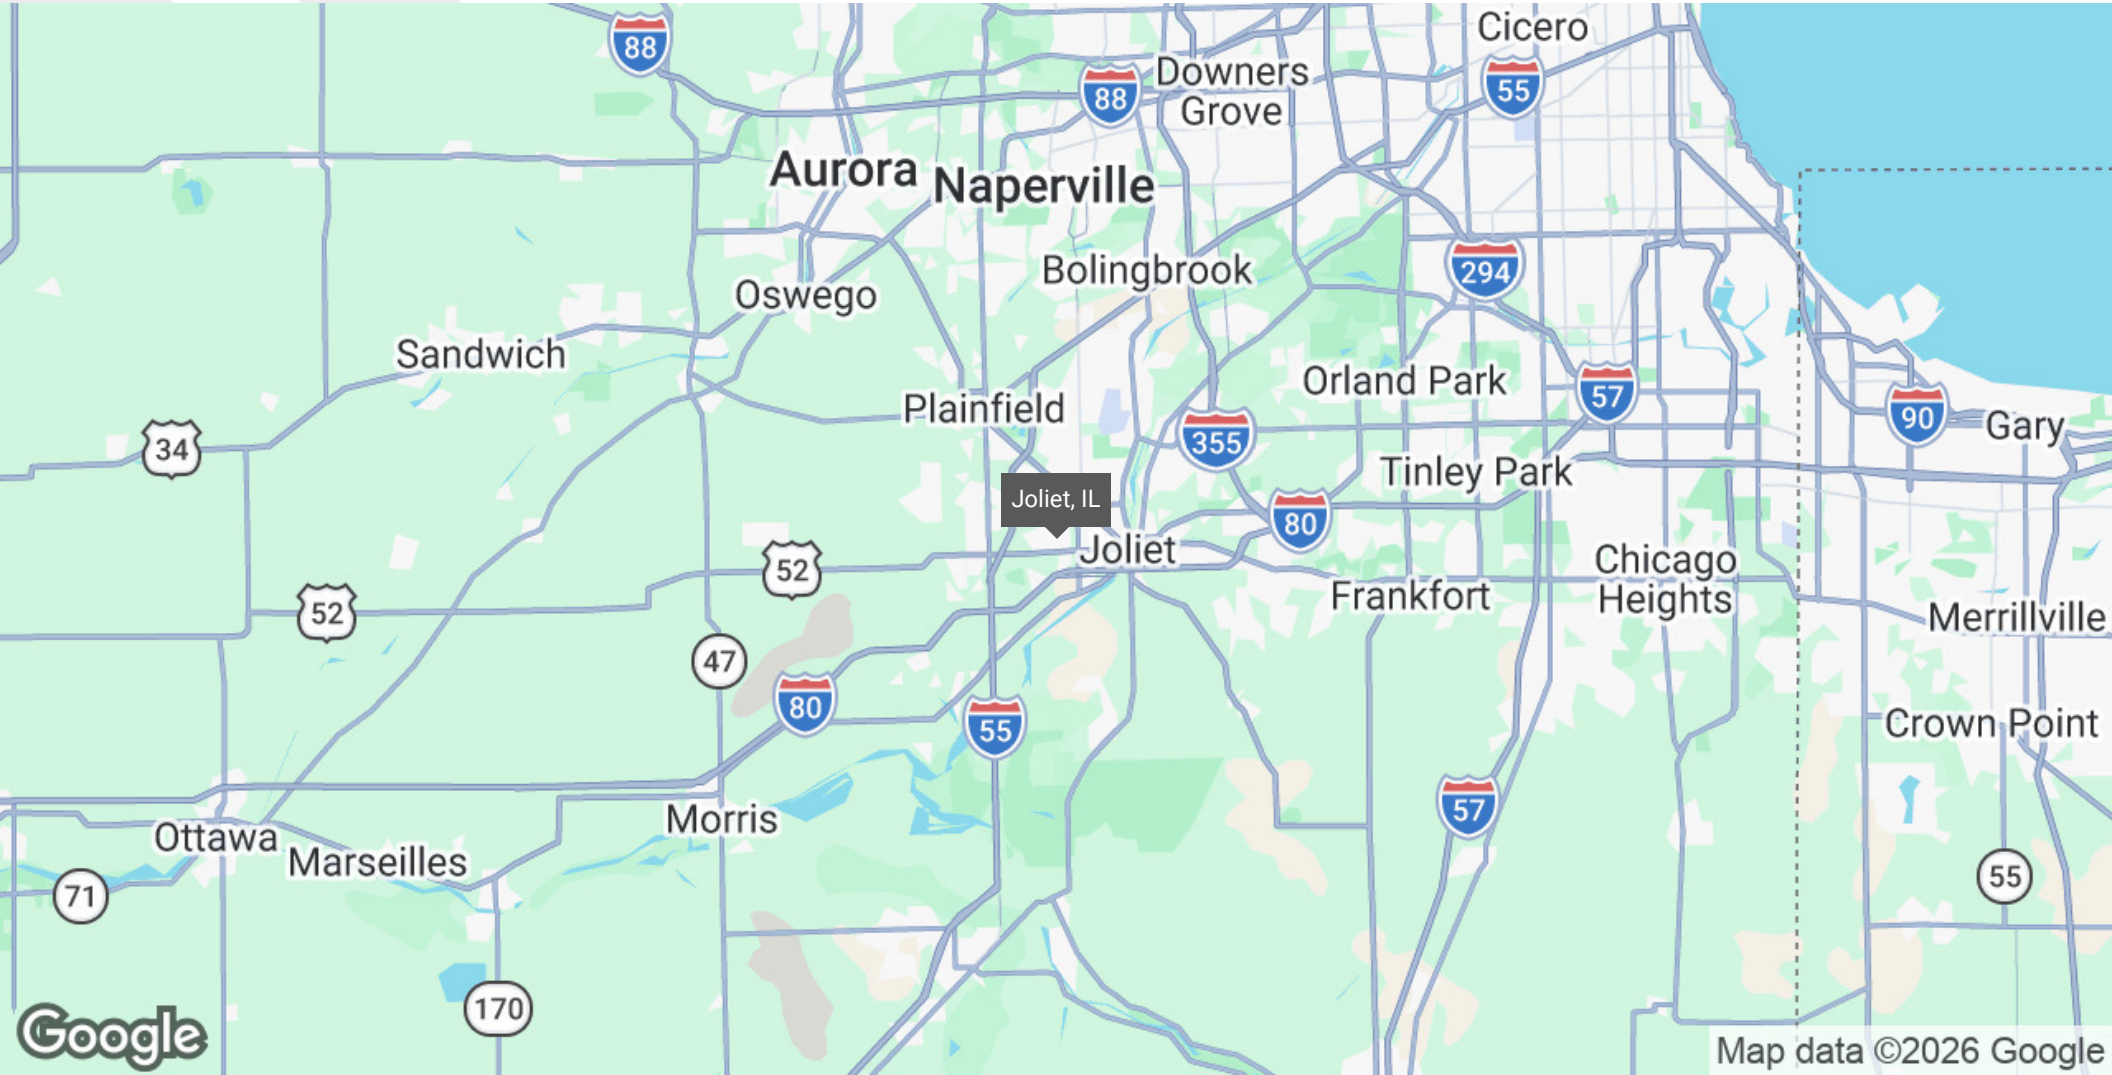 Cicero
88
88
Downers
Grove
55
Aurora
Naperville
294
Bolingbrook
Oswego
Sandwich
Orland Park
57
Plainfield
90
Gary
34
355
Tinley Park
Joliet, IL
80
52
Joliet
Chicago
Heights
52
Frankfort
Merrillville
47
80
55
Crown Point
57
Morris
Ottawa
Marseilles
71
55
170
Google
Map data ©2026 Google